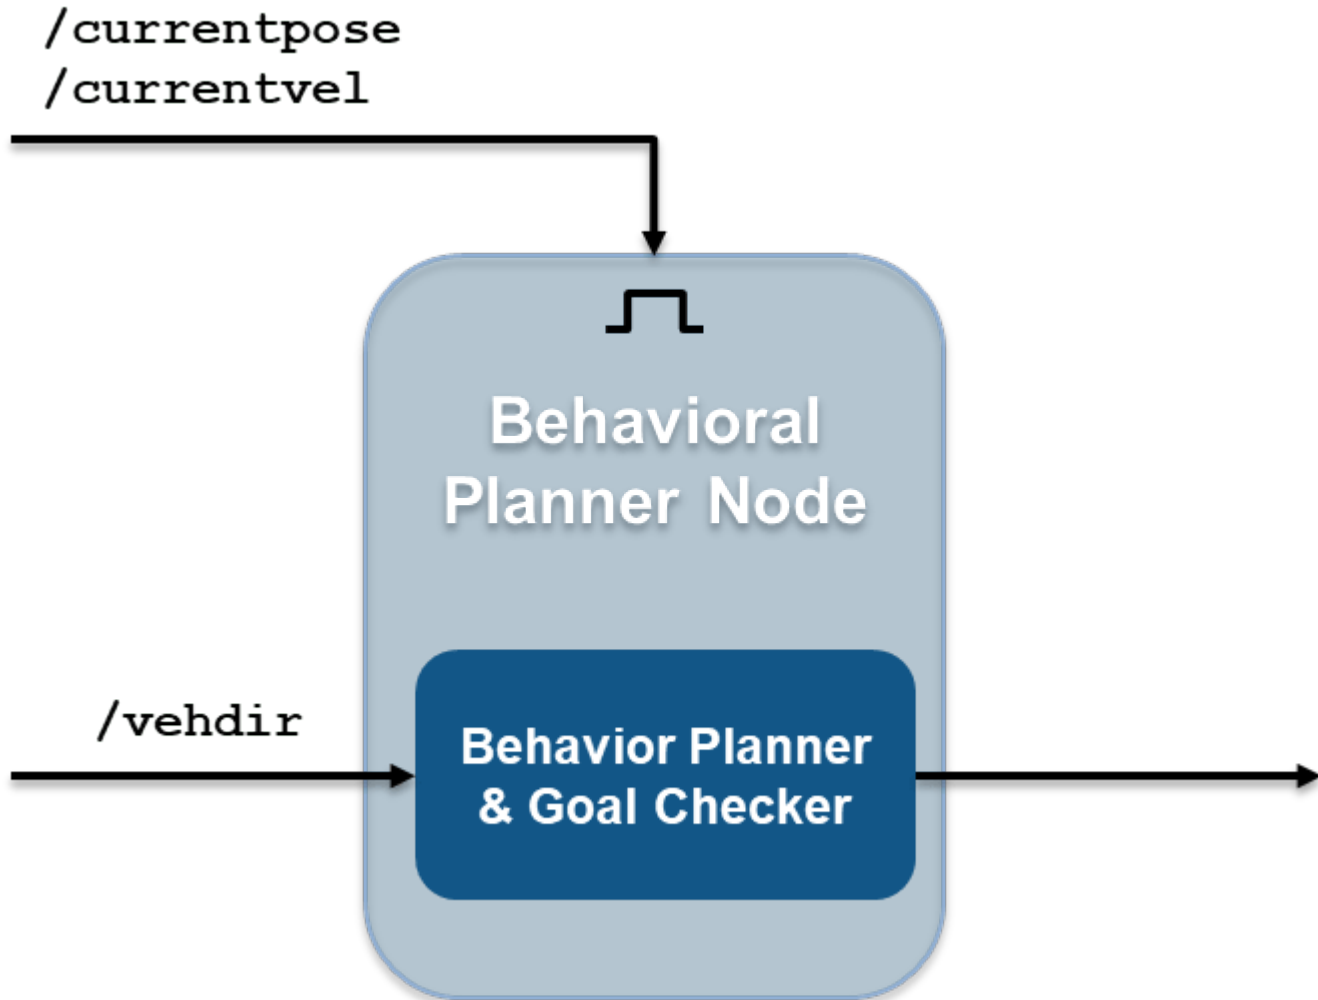 /currentpose
/currentvel
Behavioral
Planner Node
/vehdir
Behavior Planner
& Goal Checker